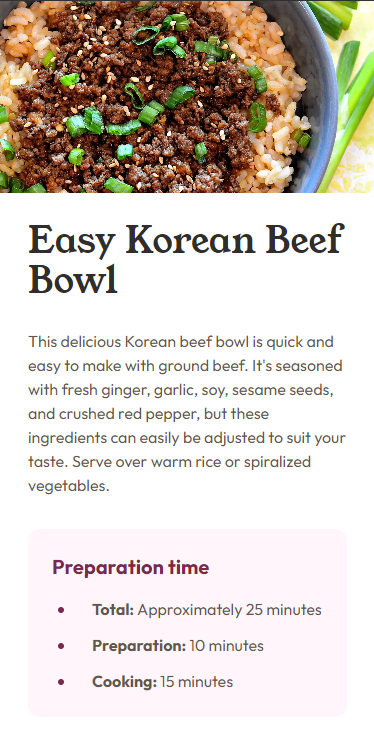 Easy Korean Beef
Bowl
This delicious Korean beef bowl is quick and
easy to make with ground beef. It's seasoned
with fresh ginger, garlic, soy, sesame seeds,
and crushed red pepper, but these
ingredients can easily be adjusted to suit your
taste. Serve over warm rice or spiralized
vegetables.
Preparation time
• Total: Approximately 25 minutes
• Preparation: 10 minutes
• Cooking: 15 minutes